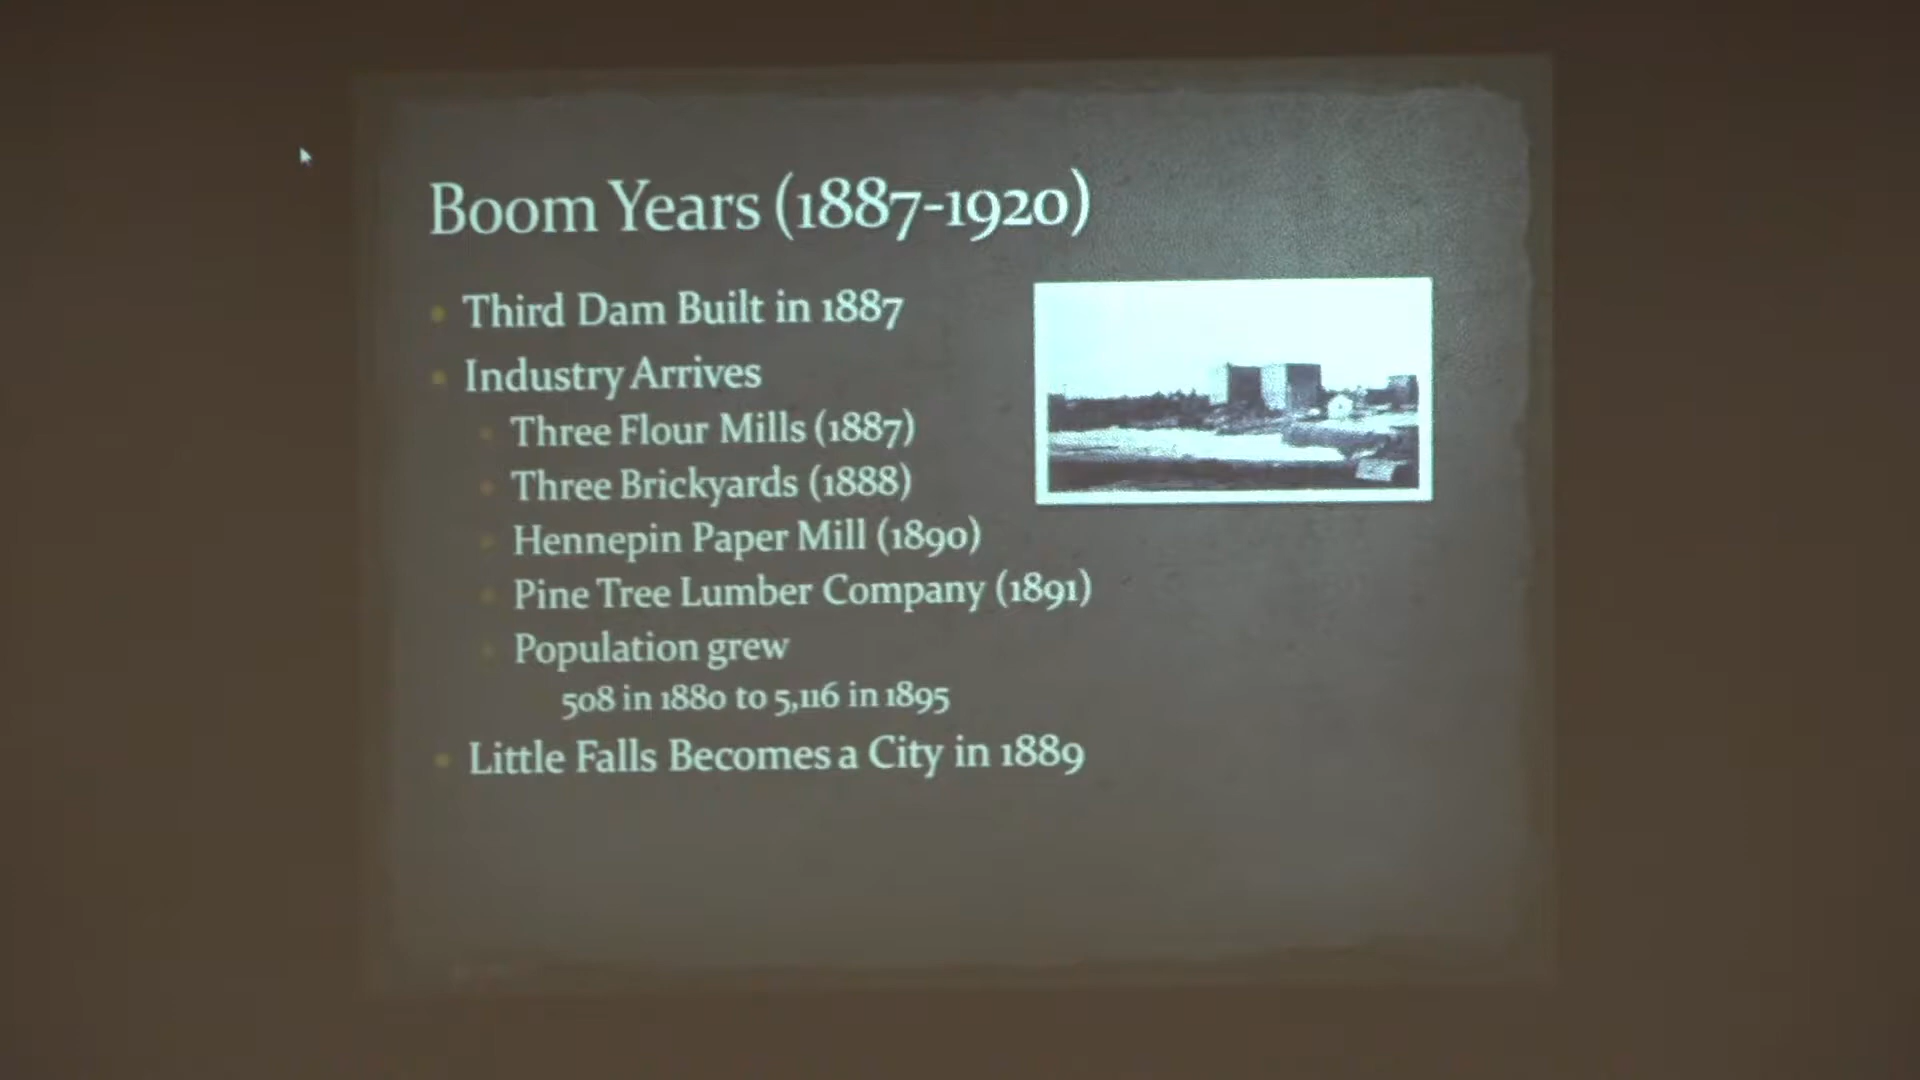 Boom Years (1887-1920)
Third Dam Built in 1887
Industry Arrives
Three Flour Mills (1887)
Three Brickyards (1888)
Hennepin Paper Mill (1890)
Pine Tree Lumber Company (1891)
Population grew
508 in 1880 to 5,116 in 1895
Little Falls Becomes a City in 1889